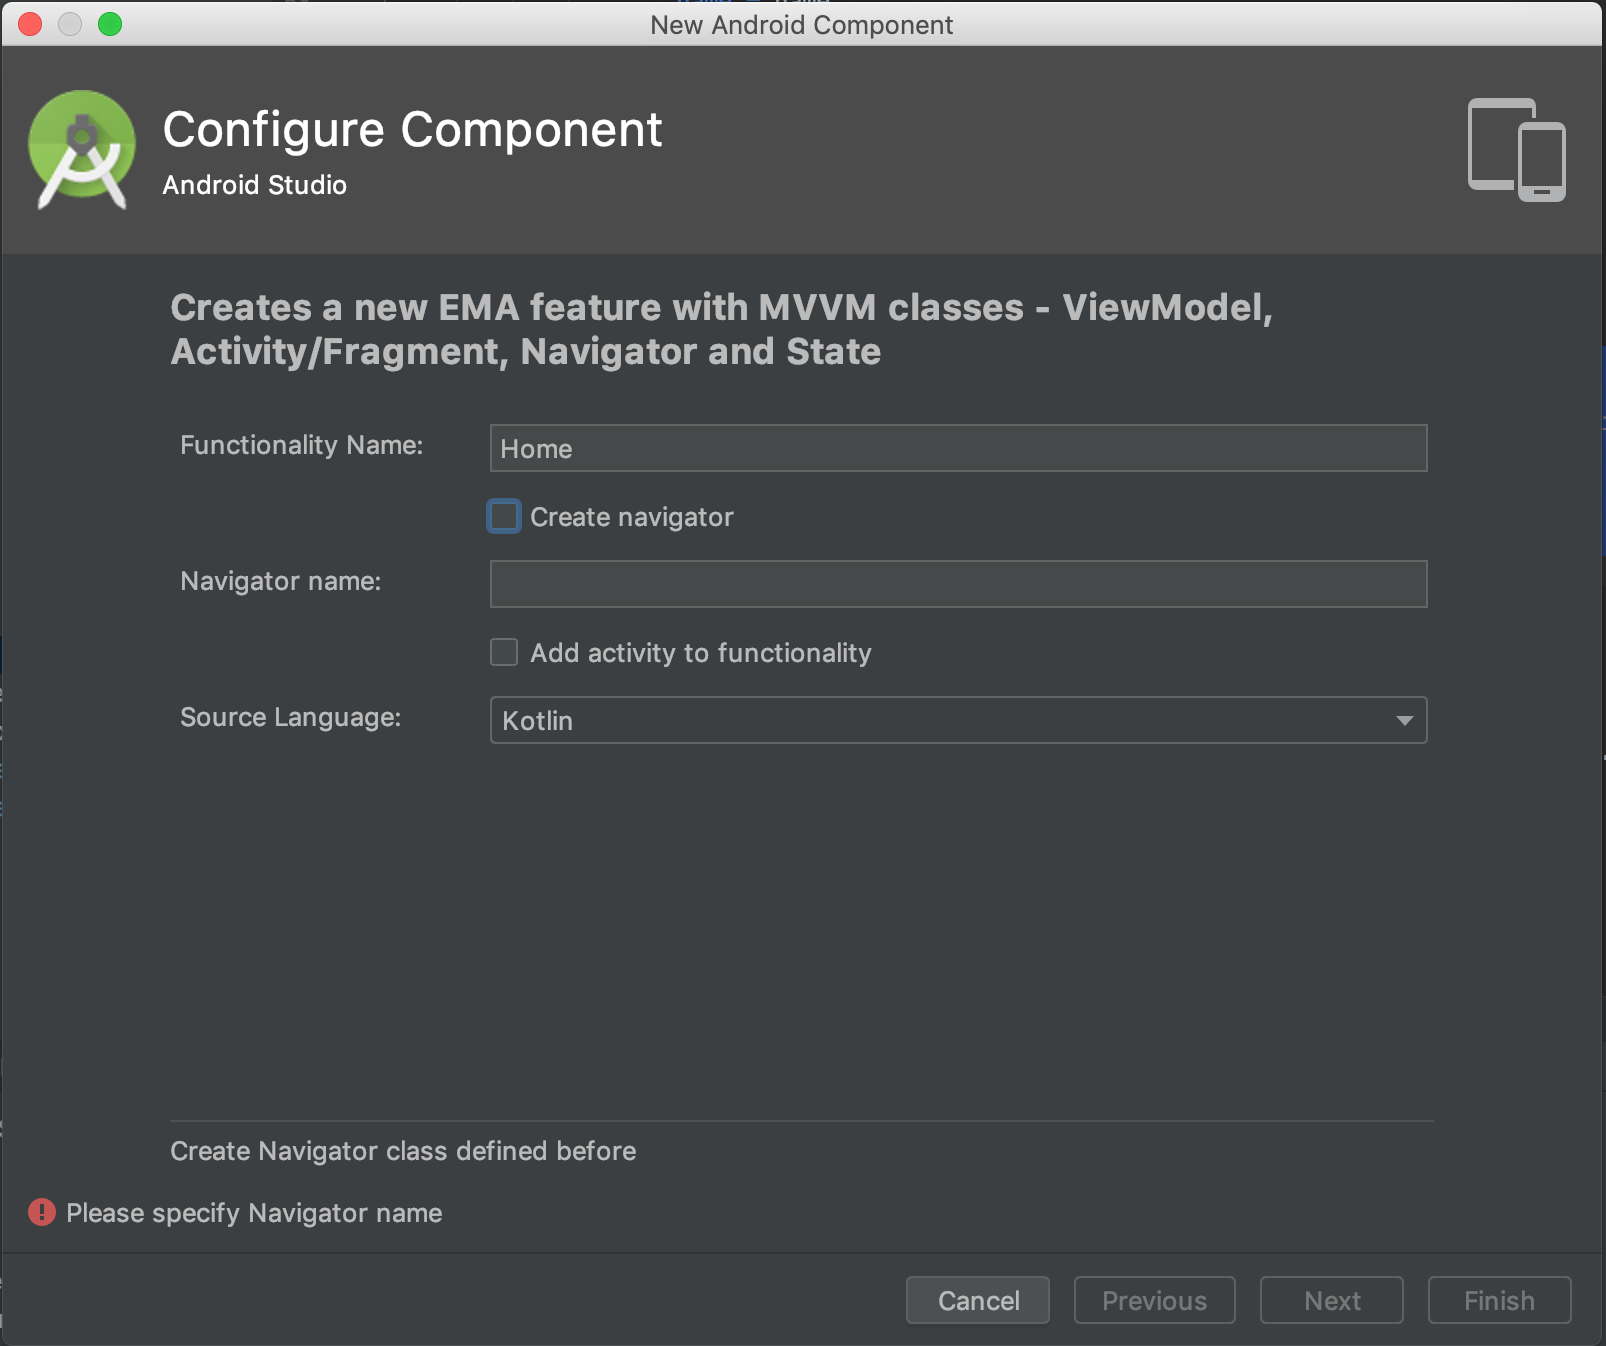 New Android Component
Configure Component
Android Studio
Creates a new EMA feature with MVVM classes - ViewModel,
Activity/Fragment, Navigator and State
Functionality Name:
Home
Create navigator
Navigator name:
Add activity to functionality
Source Language:
Kotlin
Create Navigator class defined before
Please specify Navigator name
Cancel
Previous
Next
Finish